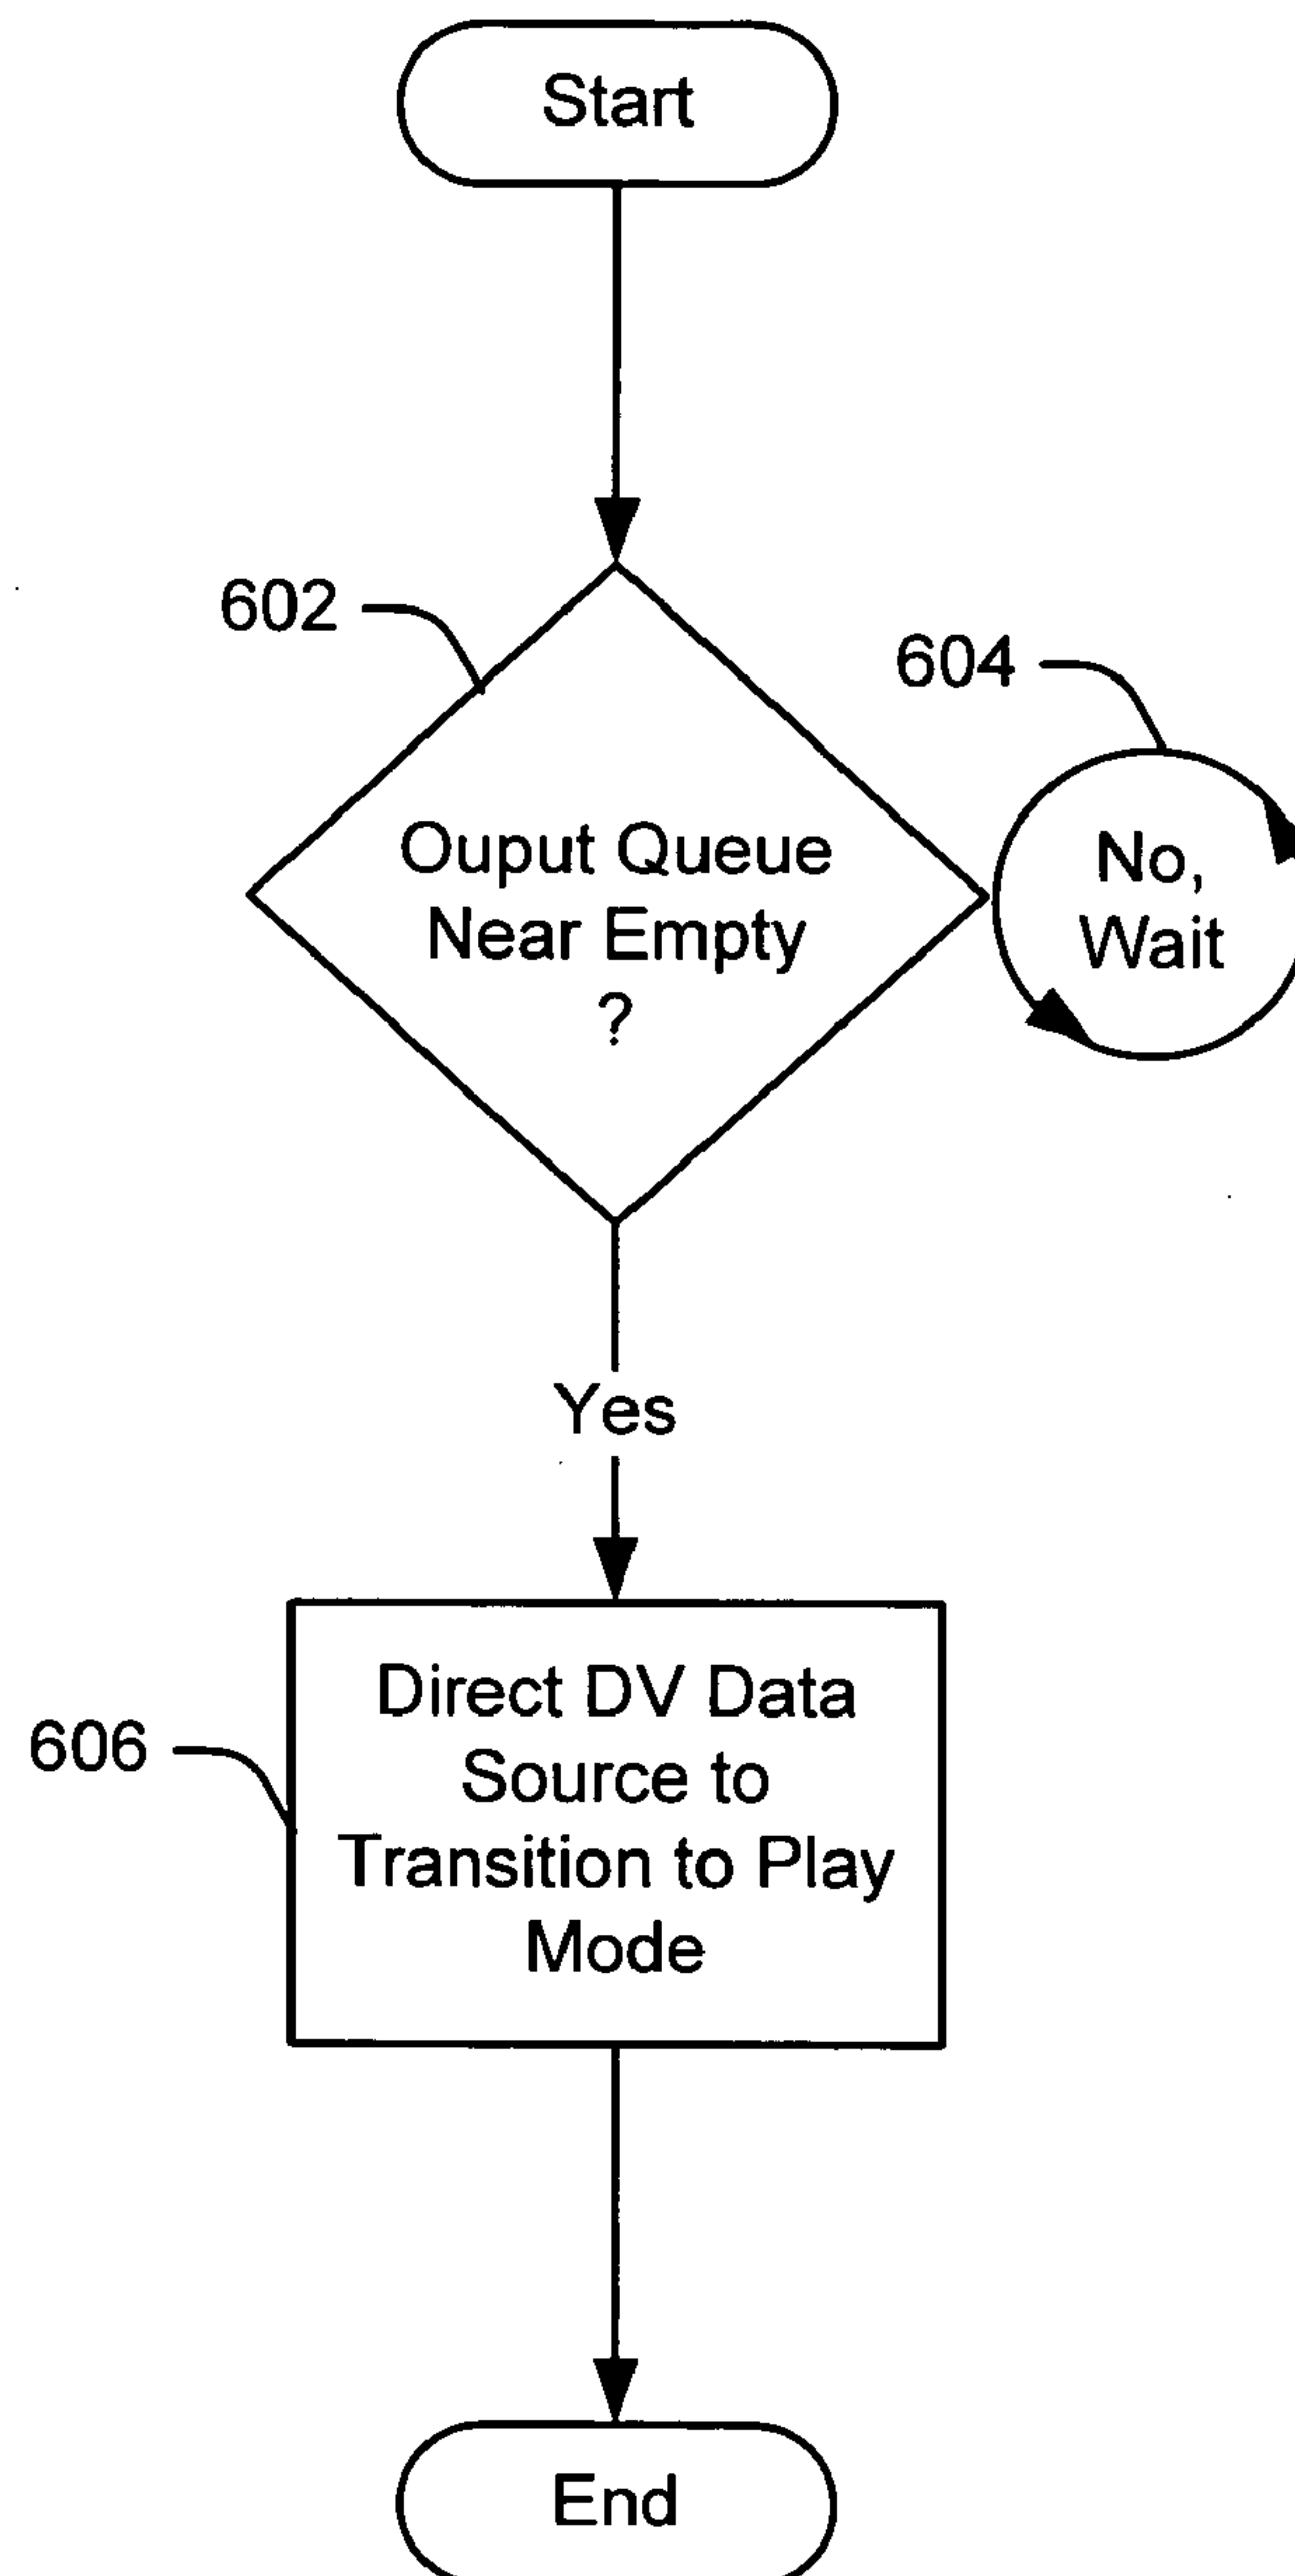 Start
602
604
Ouput Queue
Near Empty
?
No,
Wait
Yes
606
Direct DV Data
Source to
Transition to Play
Mode
End